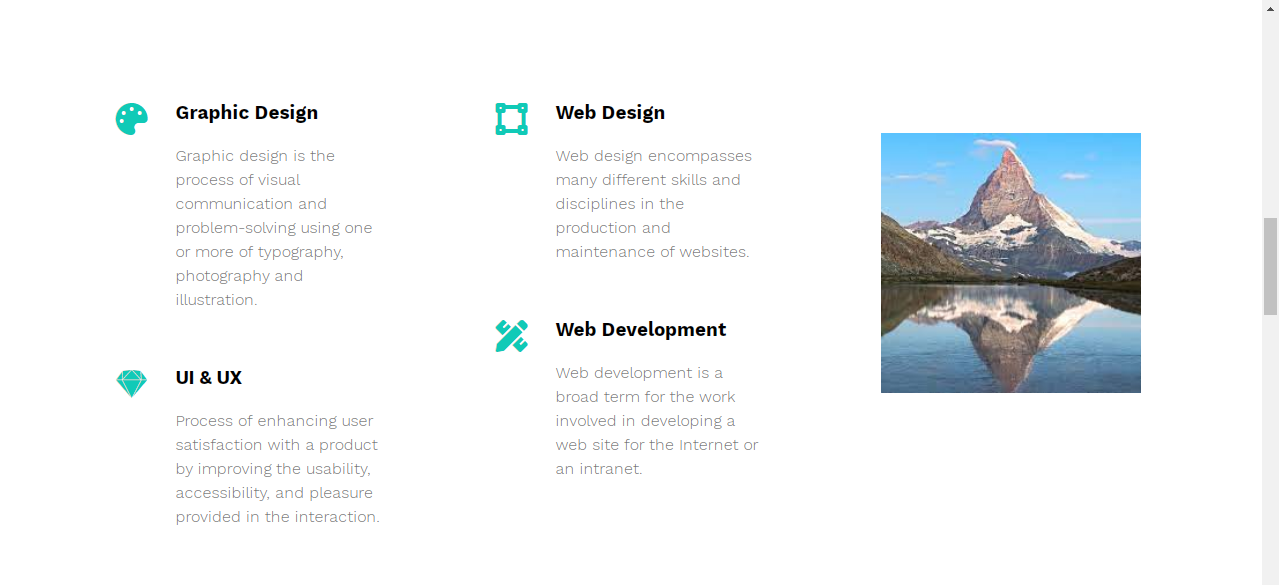 Graphic Design
Graphic design is the
process of visual
communication and
problem-solving using one
or more of typography,
photography and
illustration.
UI & UX
Process of enhancing user
satisfaction with a product
by improving the usability,
accessibility, and pleasure
provided in the interaction.
Web Design
Web design encompasses
many different skills and
disciplines in the
production and
maintenance of websites.
Web Development
Web development is a
broad term for the work
involved in developing a
web site for the Internet or
an intranet.